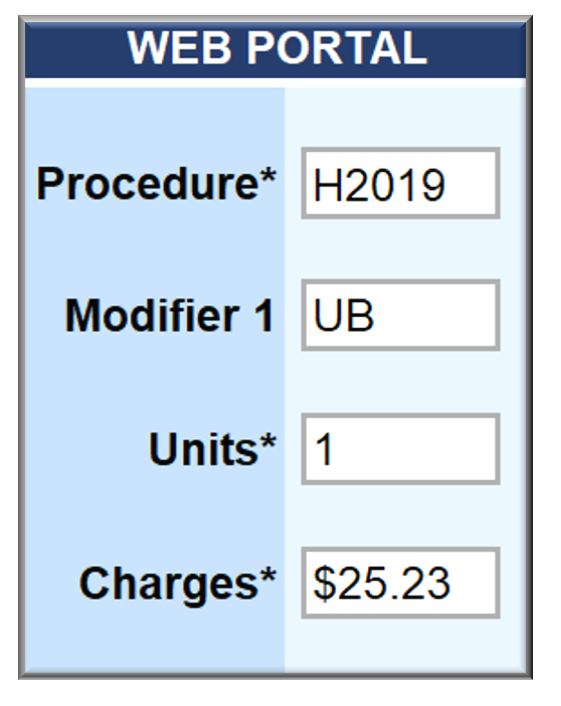 WEB PORTAL
Procedure* H2019
Modifier 1 UB
Units* 1
Charges* $25.23